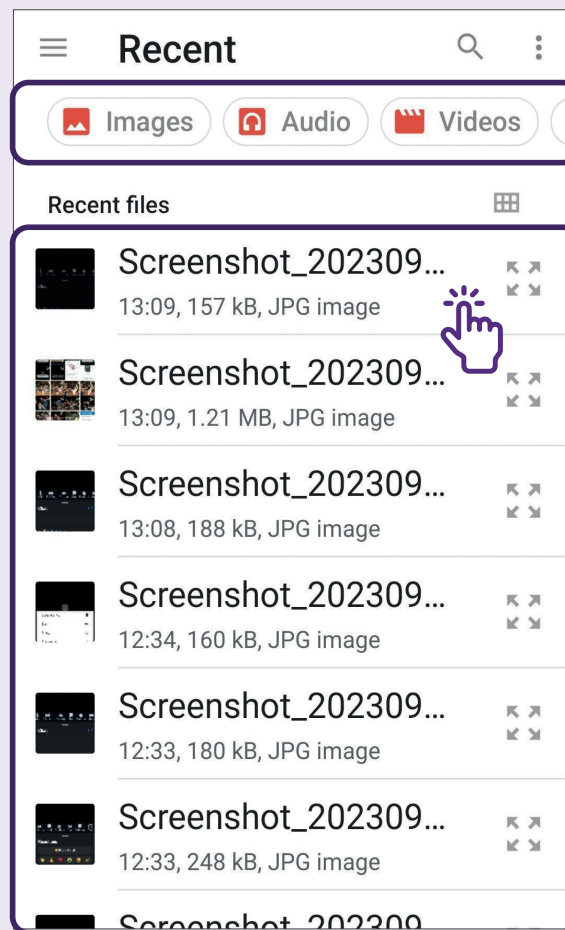 Recent
Images Audio Videos
Recent files
Screenshot_202309...
13:09, 157 kB, JPG image
Screenshot_202309...
13:09, 1.21 MB, JPG image
Screenshot_202309...
13:08, 188 kB, JPG image
Screenshot_202309...
12:34, 160 kB, JPG image
Screenshot_202309...
12:33, 180 kB, JPG image
Screenshot_202309...
12:33, 248 kB, JPG image
Screenshot_202309